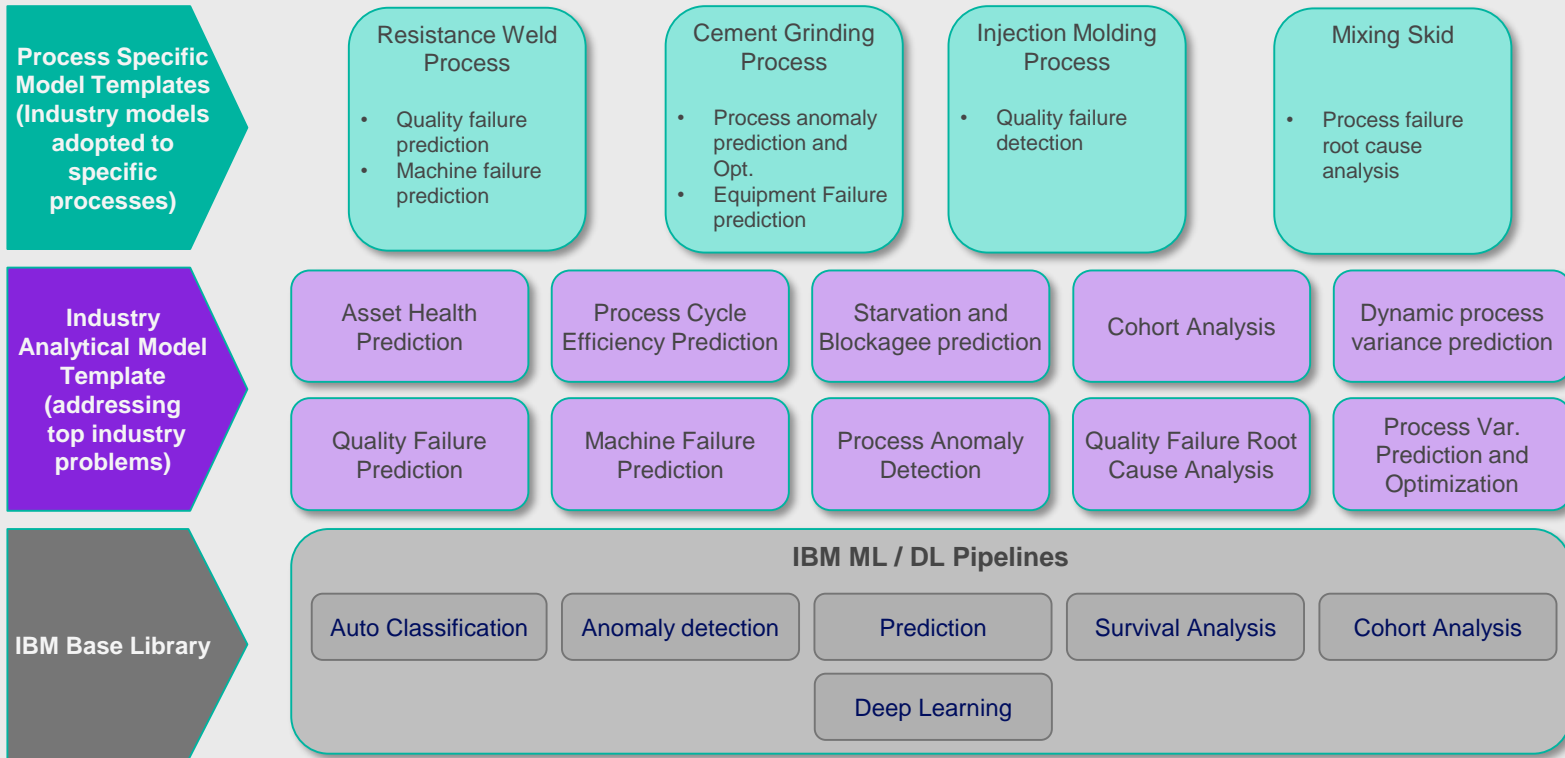 Process Specific
Model Templates
(Industry models
adopted to
specific
processes)
Resistance Weld
Process
• Quality failure
prediction
• Machine failure
prediction
Cement Grinding
Process
• Process anomaly
prediction and
Opt.
• Equipment Failure
prediction
Injection Molding
Process
• Quality failure
detection
Mixing Skid
• Process failure
root cause
analysis
Industry
Analytical Model
Template
(addressing
top industry
problems)
Asset Health
Prediction
Process Cycle
Efficiency Prediction
Starvation and
Blockagee prediction
Cohort Analysis
Dynamic process
variance prediction
Quality Failure
Prediction
Machine Failure
Prediction
Process Anomaly
Detection
Quality Failure Root
Cause Analysis
Process Var.
Prediction and
Optimization
IBM Base Library
IBM ML / DL Pipelines
Auto Classification
Anomaly detection
Prediction
Survival Analysis
Cohort Analysis
Deep Learning